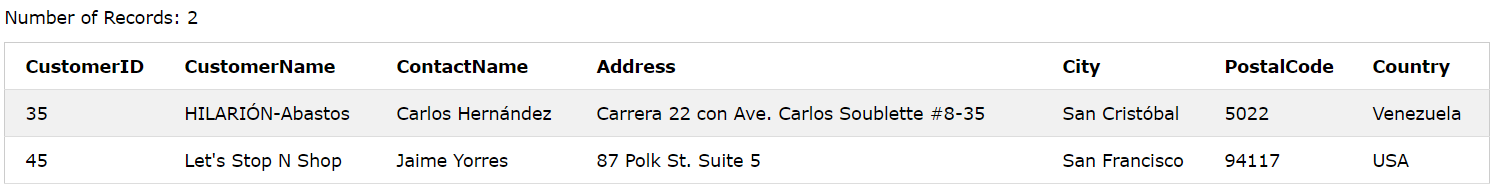 Number of Records: 2
CustomerID CustomerName ContactName Address City PostalCode Country
35 HILARIÓN-Abastos Carlos Hernández Carrera 22 con Ave. Carlos Soublette #8-35 San Cristóbal 5022 Venezuela
45 Let's Stop N Shop Jaime Yorres 87 Polk St. Suite 5 San Francisco 94117 USA